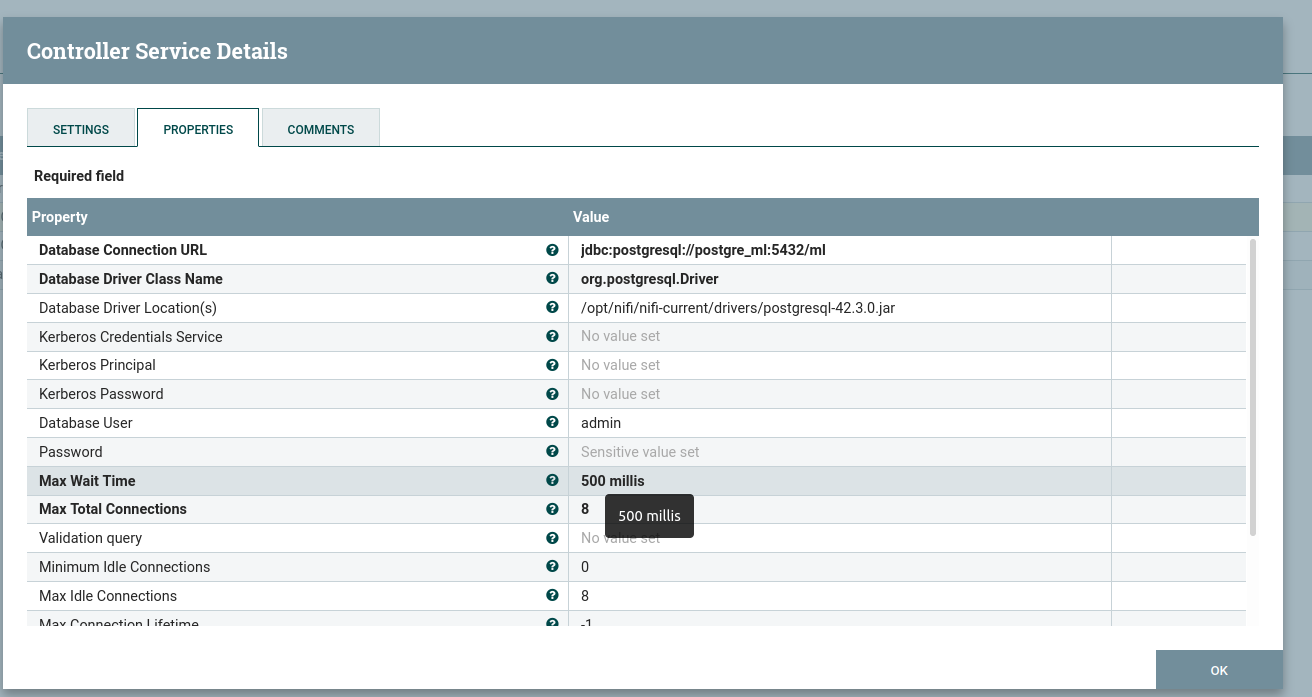 Controller Service Details
SETTINGS PROPERTIES COMMENTS
Required field
Property Value
Database Connection URL jdbc:postgresql://postgre_ml:5432/ml
Database Driver Class Name org.postgresql.Driver
Database Driver Location(s) /opt/nifi/nifi-current/drivers/postgresql-42.3.0.jar
Kerberos Credentials Service No value set
Kerberos Principal No value set
Kerberos Password No value set
Database User admin
Password Sensitive value set
Max Wait Time 500 millis
Max Total Connections 8
500 millis
Validation query No value set
Minimum Idle Connections 0
Max Idle Connections 8
Max Connection Lifetime -1
OK